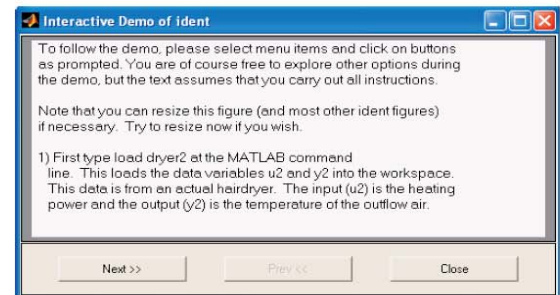 Interactive Demo of ident
To follow the demo, please select menu items and click on buttons
as prompted. You are of course free to explore other options during
the demo, but the text assumes that you carry out all instructions.
Note that you can resize this figure (and most other ident figures)
if necessary. Try to resize now if you wish.
1) First type load dryer2 at the MATLAB command
line. This loads the data variables u2 and y2 into the workspace.
This data is from an actual hairdryer. The input (u2) is the heating
power and the output (y2) is the temperature of the outflow air.
Next >> Prev << Close